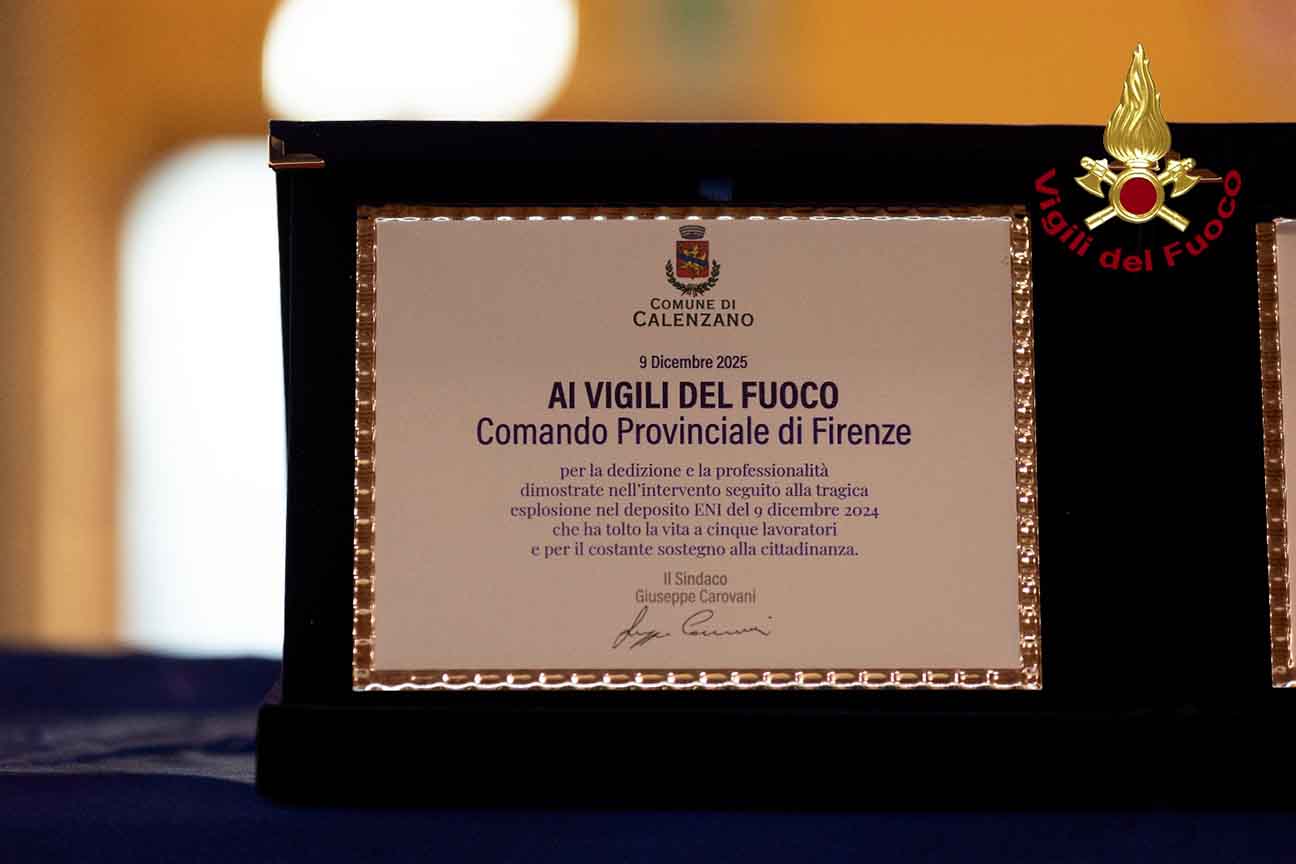 Vigili del Fuoco
COMUNE DI
CALENZANO
9 Dicembre 2025
AI VIGILI DEL FUOCO
Comando Provinciale di Firenze
per la dedizione e la professionalità
dimostrate nell'intervento seguito alla tragica
esplosione nel deposito ENI del 9 dicembre 2024
che ha tolto la vita a cinque lavoratori
e per il costante sostegno alla cittadinanza.
Il Sindaco
Giuseppe Carovani